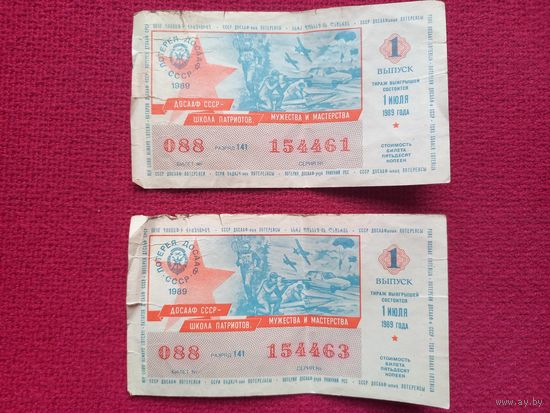 ЛОТЕРЕЯ ДОСААФ
СССР
1989
ДОСААФ СССР-
ШКОЛА ПАТРИОТОВ, МУЖЕСТВА И МАСТЕРСТВА
088 РАЗРЯД 141 154461
БИЛЕТ № СЕРИЯ №
1
ВЫПУСК
ТИРАЖ ВЫИГРЫШЕЙ
СОСТОИТСЯ
1 ИЮЛЯ
1989 ГОДА
СТОИМОСТЬ
БИЛЕТА
ПЯТЬДЕСЯТ
КОПЕЕК
ЛОТЕРЕЯ ДОСААФ
СССР
1989
ДОСААФ СССР-
ШКОЛА ПАТРИОТОВ, МУЖЕСТВА И МАСТЕРСТВА
088 РАЗРЯД 141 154463
БИЛЕТ № СЕРИЯ №
1
ВЫПУСК
ТИРАЖ ВЫИГРЫШЕЙ
СОСТОИТСЯ
1 ИЮЛЯ
1989 ГОДА
СТОИМОСТЬ
БИЛЕТА
ПЯТЬДЕСЯТ
КОПЕЕК
www.ay.by